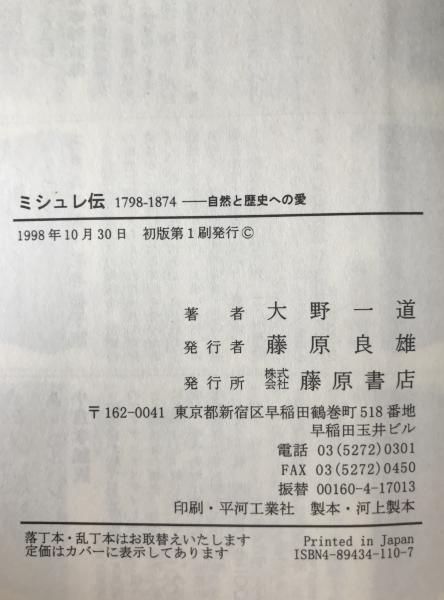 ミシュレ伝 1798-1874 ――自然と歴史への愛
1998年10月30日 初版第1刷発行©
著者 大野一道
発行者 藤原良雄
発行所 株式会社 藤原書店
〒162-0041 東京都新宿区早稲田鶴巻町518番地
早稲田玉井ビル
電話 03(5272)0301
FAX 03(5272)0450
振替 00160-4-17013
印刷・平河工業社 製本・河上製本
落丁本・乱丁本はお取替えいたします Printed in Japan
定価はカバーに表示してあります ISBN4-89434-110-7